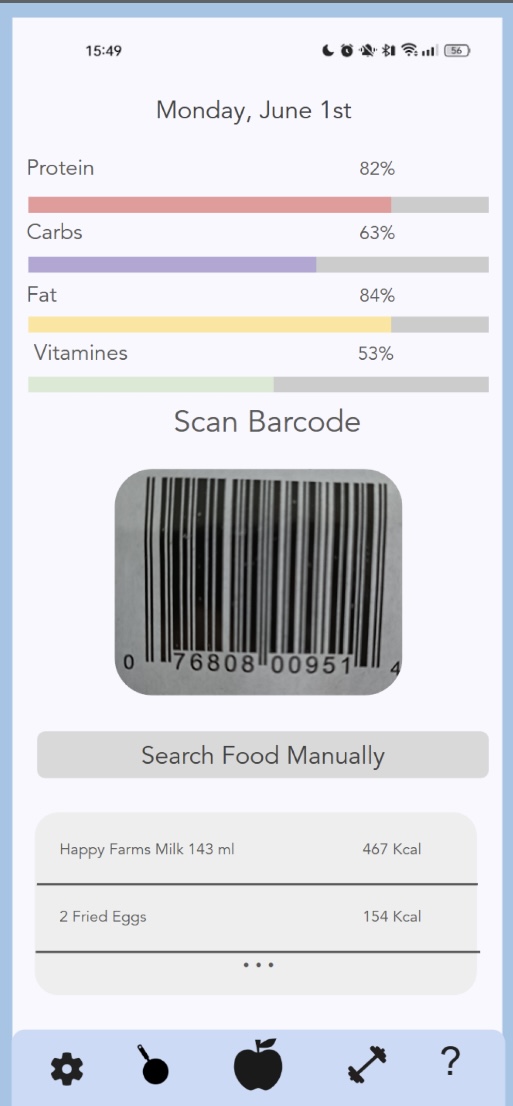 15:49 56
Monday, June 1st
Protein 82%
Carbs 63%
Fat 84%
Vitamines 53%
Scan Barcode
0 76808 00951 4
Search Food Manually
Happy Farms Milk 143 ml 467 Kcal
2 Fried Eggs 154 Kcal
...
?